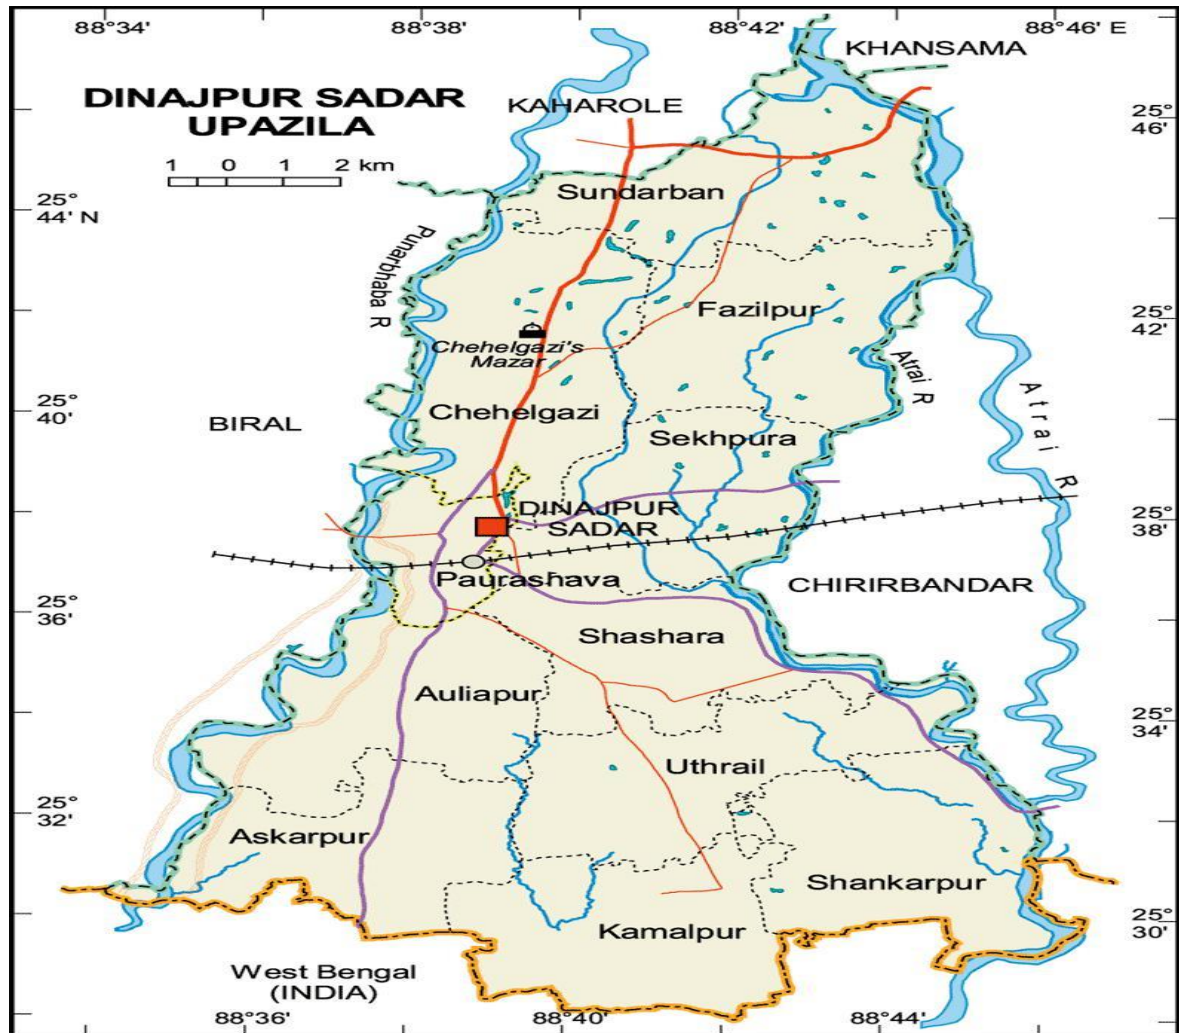 88°34' 88°38' 88°42' 88°46' E
KHANSAMA
DINAJPUR SADAR
UPAZILA
KAHAROLE
25°
46'
1 0 1 2 km
Sundarban
25°
44' N
Punarbhaba R
Fazilpur
25°
42'
Chehelgazi's
Mazar
Atrai R
Atrai R
25°
40'
Chehelgazi
BIRAL
Sekhpura
DINAJPUR
SADAR
25°
38'
Paurashava
CHIRIRBANDAR
25°
36'
Shashara
Auliapur
25°
34'
Uthrail
25°
32'
Askarpur
Shankarpur
25°
30'
Kamalpur
West Bengal
(INDIA)
88°36' 88°40' 88°44'